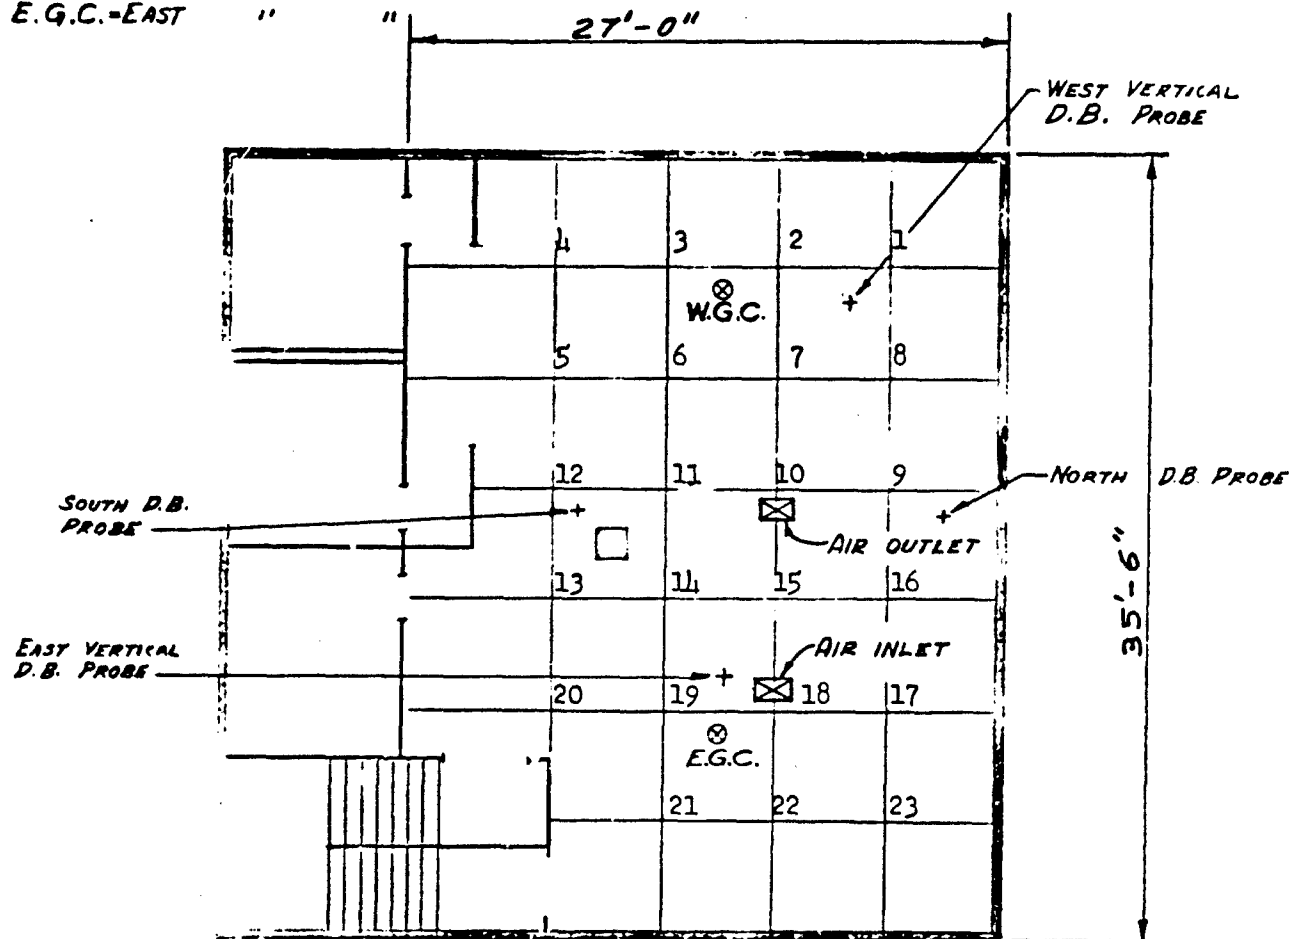 E.G.C.=EAST " "
27'-0"
WEST VERTICAL
D.B. PROBE
4 3 2 1
W.G.C.
5 6 7 8
12 11 10 9
NORTH D.B. PROBE
SOUTH D.B.
PROBE
AIR OUTLET
13 14 15 16
35'-6"
EAST VERTICAL
D.B. PROBE
AIR INLET
20 19 18 17
E.G.C.
21 22 23